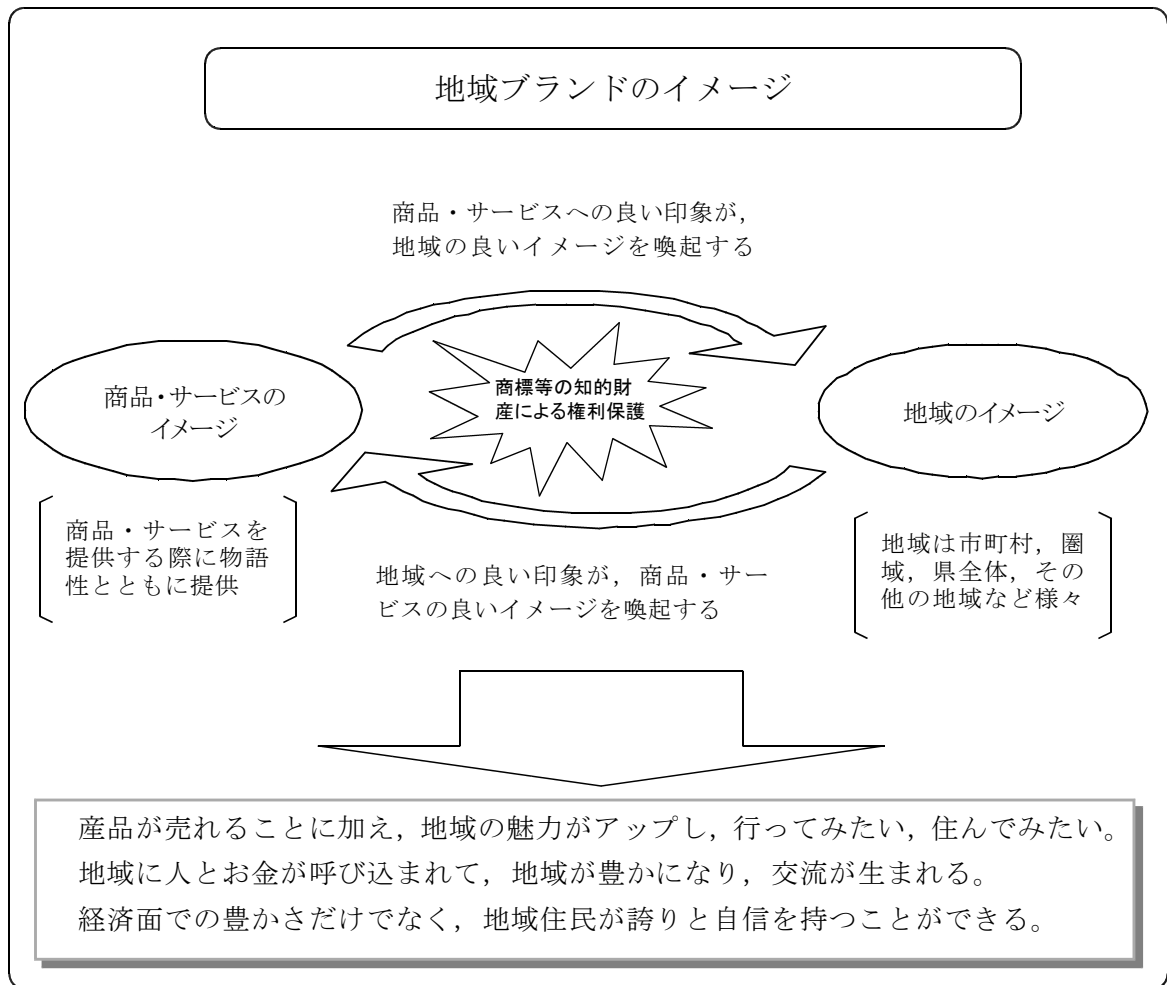 地域ブランドのイメージ
商品・サービスへの良い印象が，
地域の良いイメージを喚起する
商標等の知的財
産による権利保護
商品・サービスの
イメージ
地域のイメージ
商品・サービスを
提供する際に物語
性とともに提供
地域は市町村，圏
域，県全体，その
他の地域など様々
地域への良い印象が，商品・サー
ビスの良いイメージを喚起する
産品が売れることに加え，地域の魅力がアップし，行ってみたい，住んでみたい。
地域に人とお金が呼び込まれて，地域が豊かになり，交流が生まれる。
経済面での豊かさだけでなく，地域住民が誇りと自信を持つことができる。